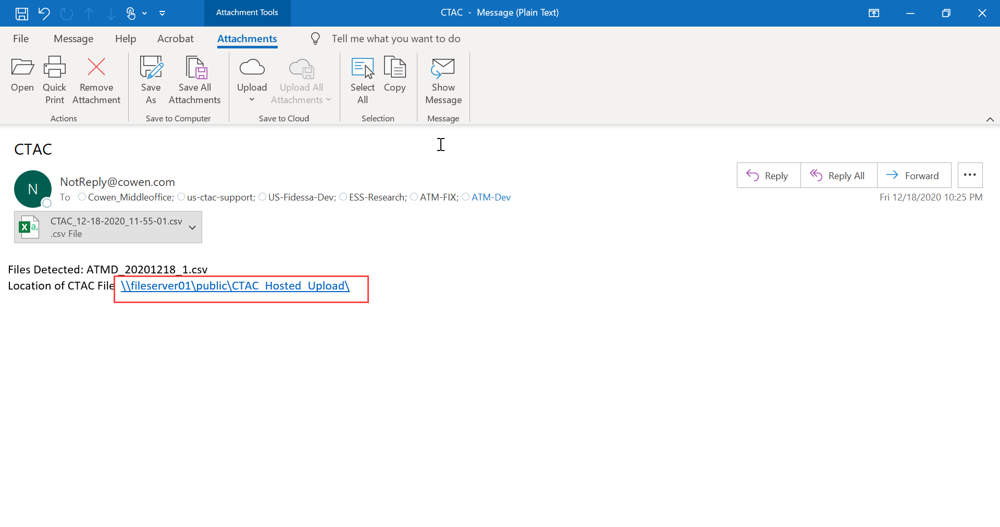 Attachment Tools
CTAC - Message (Plain Text)
File Message Help Acrobat Attachments Tell me what you want to do
Open
Quick Print
Remove Attachment
Actions
Save As
Save All Attachments
Save to Computer
Upload
Upload All Attachments
Save to Cloud
Select All
Copy
Selection
Show Message
Message
CTAC
N
NotReply@cowen.com
To Cowen_Middleoffice; us-ctac-support; US-Fidessa-Dev; ESS-Research; ATM-FIX; ATM-Dev
Reply Reply All Forward
Fri 12/18/2020 10:25 PM
X a,
CTAC_12-18-2020_11-55-01.csv
.csv File
Files Detected: ATMD_20201218_1.csv
Location of CTAC File \\fileserver01\public\CTAC_Hosted_Upload\